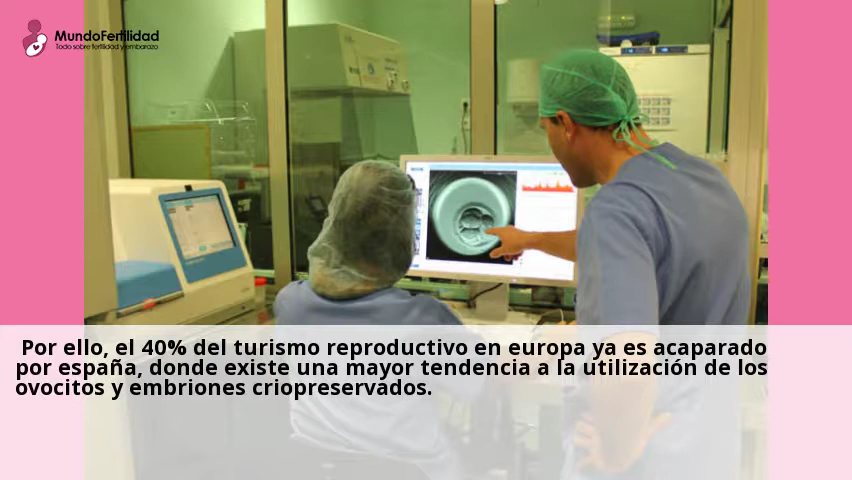 MundoFertilidad
Todo sobre fertilidad y embarazo
Por ello, el 40% del turismo reproductivo en europa ya es acaparado
por españa, donde existe una mayor tendencia a la utilización de los
ovocitos y embriones criopreservados.